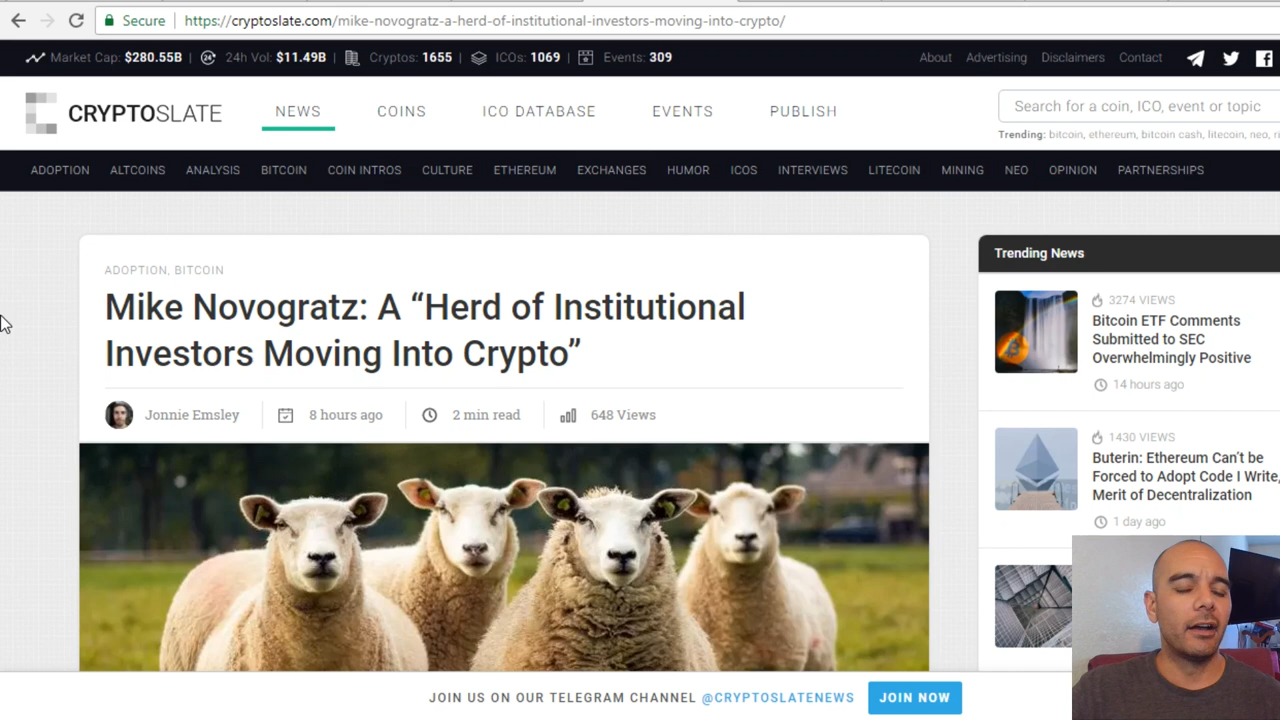 Secure https://cryptoslate.com/mike-novogratz-a-herd-of-institutional-investors-moving-into-crypto/
Market Cap: $280.55B | 24h Vol: $11.49B | Cryptos: 1655 | ICOs: 1069 | Events: 309 About Advertising Disclaimers Contact
CRYPTOSLATE NEWS COINS ICO DATABASE EVENTS PUBLISH
Search for a coin, ICO, event or topic
Trending: bitcoin, ethereum, bitcoin cash, litecoin, neo,
ADOPTION ALTCOINS ANALYSIS BITCOIN COIN INTROS CULTURE ETHEREUM EXCHANGES HUMOR ICOS INTERVIEWS LITECOIN MINING NEO OPINION PARTNERSHIPS
ADOPTION, BITCOIN
Mike Novogratz: A “Herd of Institutional
Investors Moving Into Crypto”
Jonnie Emsley 8 hours ago 2 min read 648 Views
Trending News
3274 VIEWS
Bitcoin ETF Comments
Submitted to SEC
Overwhelmingly Positive
14 hours ago
1430 VIEWS
Buterin: Ethereum Can't be
Forced to Adopt Code I Write,
Merit of Decentralization
1 day ago
JOIN US ON OUR TELEGRAM CHANNEL @CRYPTOSLATENEWS JOIN NOW